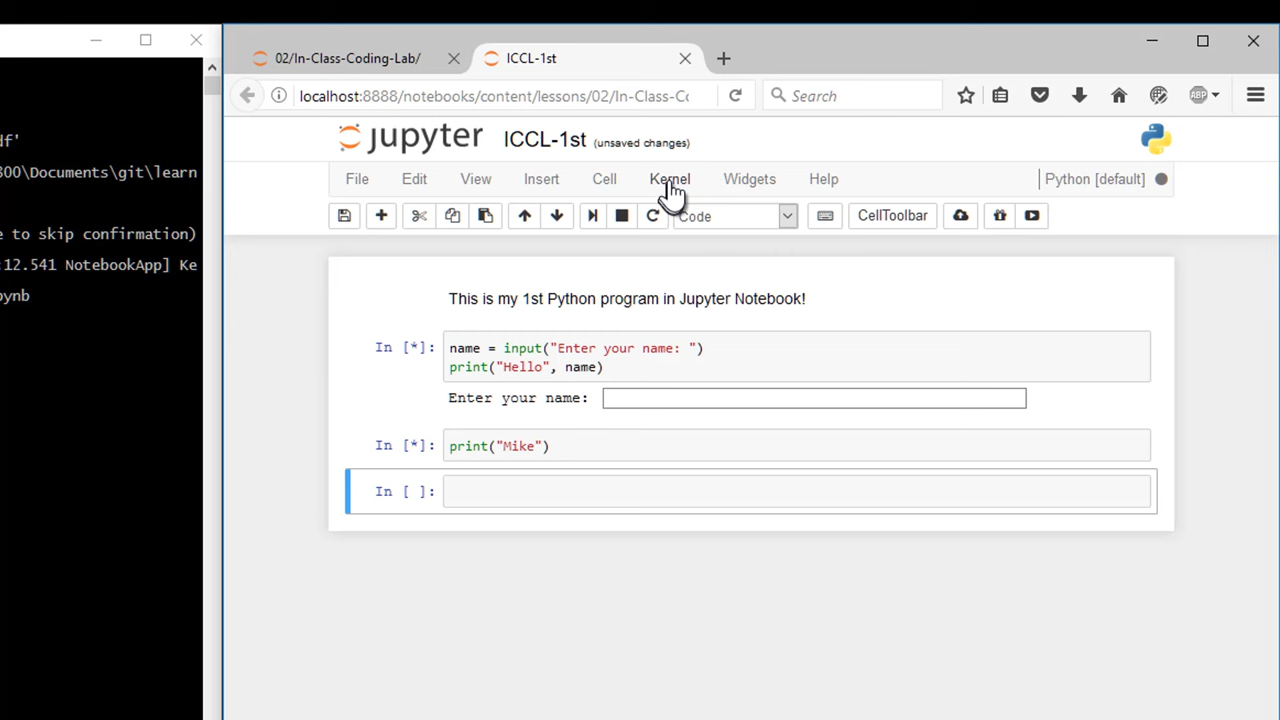 df'
800\Documents\git\learn
e to skip confirmation)
:12.541 NotebookApp] Ke
pynb
02/In-Class-Coding-Lab/
ICCL-1st
localhost:8888/notebooks/content/lessons/02/In-Class-Co
Search
ABP
jupyter ICCL-1st (unsaved changes)
File Edit View Insert Cell Kernel Widgets Help Python [default]
Code CellToolbar
This is my 1st Python program in Jupyter Notebook!
In [*]: name = input("Enter your name: ")
print("Hello", name)
Enter your name:
In [*]: print("Mike")
In [ ]: